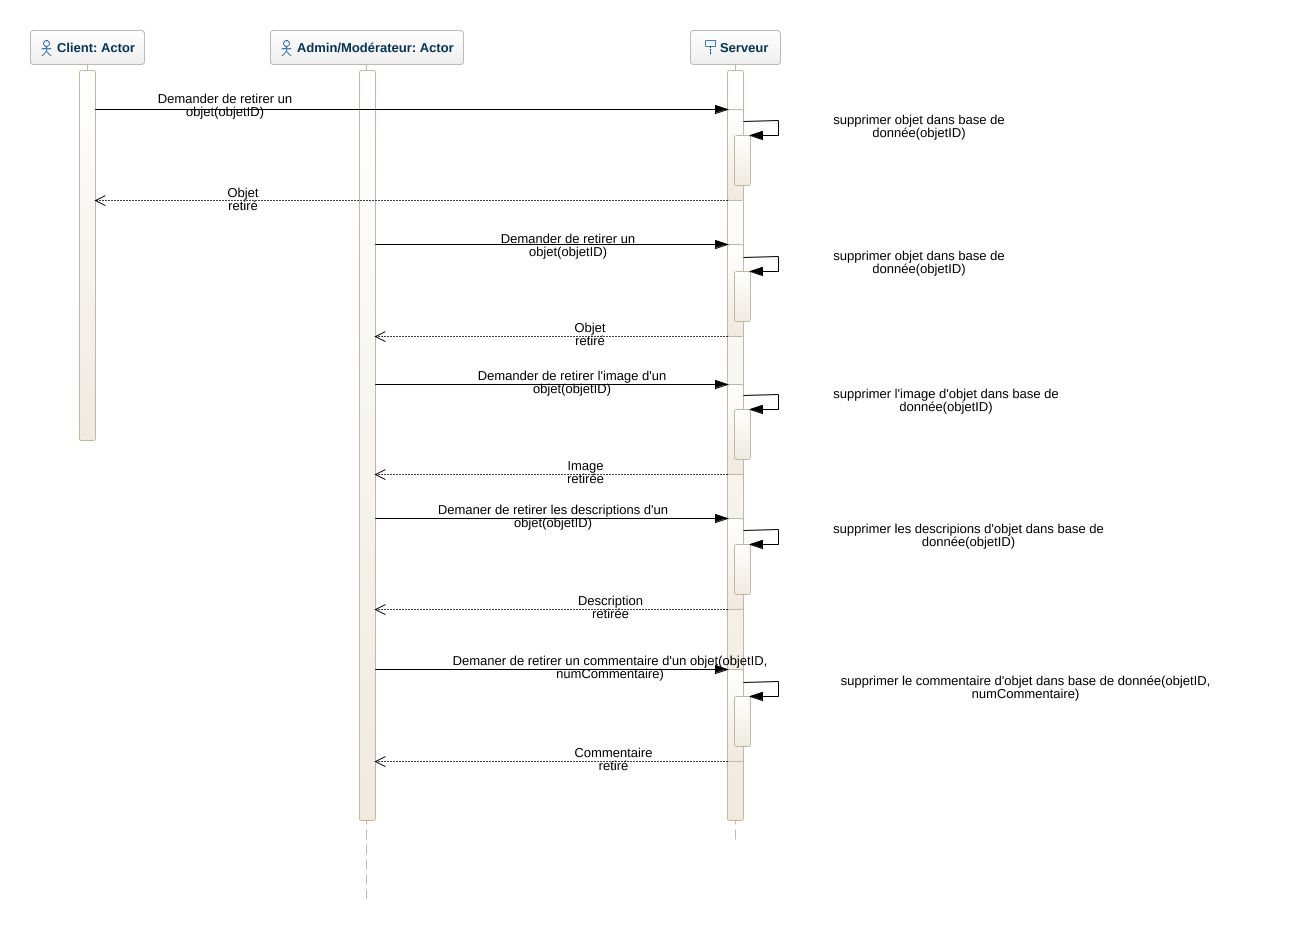 Client: Actor
Admin/Modérateur: Actor
Serveur
Demander de retirer un
objet(objetID)
supprimer objet dans base de
donnée(objetID)
Objet
retiré
Demander de retirer un
objet(objetID)
supprimer objet dans base de
donnée(objetID)
Objet
retiré
Demander de retirer l'image d'un
objet(objetID)
supprimer l'image d'objet dans base de
donnée(objetID)
Image
retirée
Demaner de retirer les descriptions d'un
objet(objetID)
supprimer les descripions d'objet dans base de
donnée(objetID)
Description
retirée
Demaner de retirer un commentaire d'un objet(objetID,
numCommentaire)
supprimer le commentaire d'objet dans base de donnée(objetID,
numCommentaire)
Commentaire
retiré